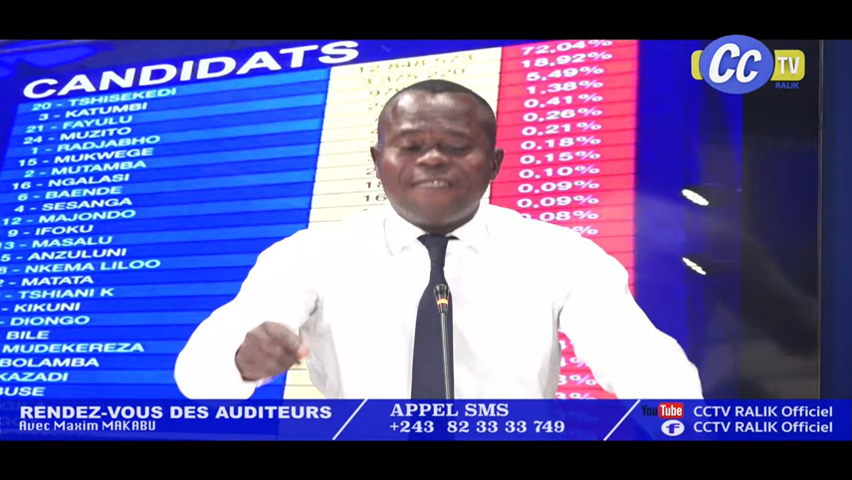 CC TV
RALIK
CANDIDATS
20 - TSHISEKEDI 72.04%
3 - KATUMBI 18.92%
21 - FAYULU 5.49%
24 - MUZITO 1.38%
1 - RADJABHO 0.41%
15 - MUKWEGE 0.26%
2 - MUTAMBA 0.21%
16 - NGALASI 0.18%
6 - BAENDE 0.15%
4 - SESANGA 0.10%
12 - MAJONDO 0.09%
9 - IFOKU 0.09%
13 - MASALU 0.08%
- ANZULUNI
- NKEMA LILOO
- MATATA
- TSHIANI K
- KIKUNI
- DIONGO
BILE
MUDEKEREZA
BOLAMBA
KAZADI
BUSE
RENDEZ-VOUS DES AUDITEURS
Avec Maxim MAKABU
APPEL SMS
+243 82 33 33 749
YouTube CCTV RALIK Officiel
f CCTV RALIK Officiel